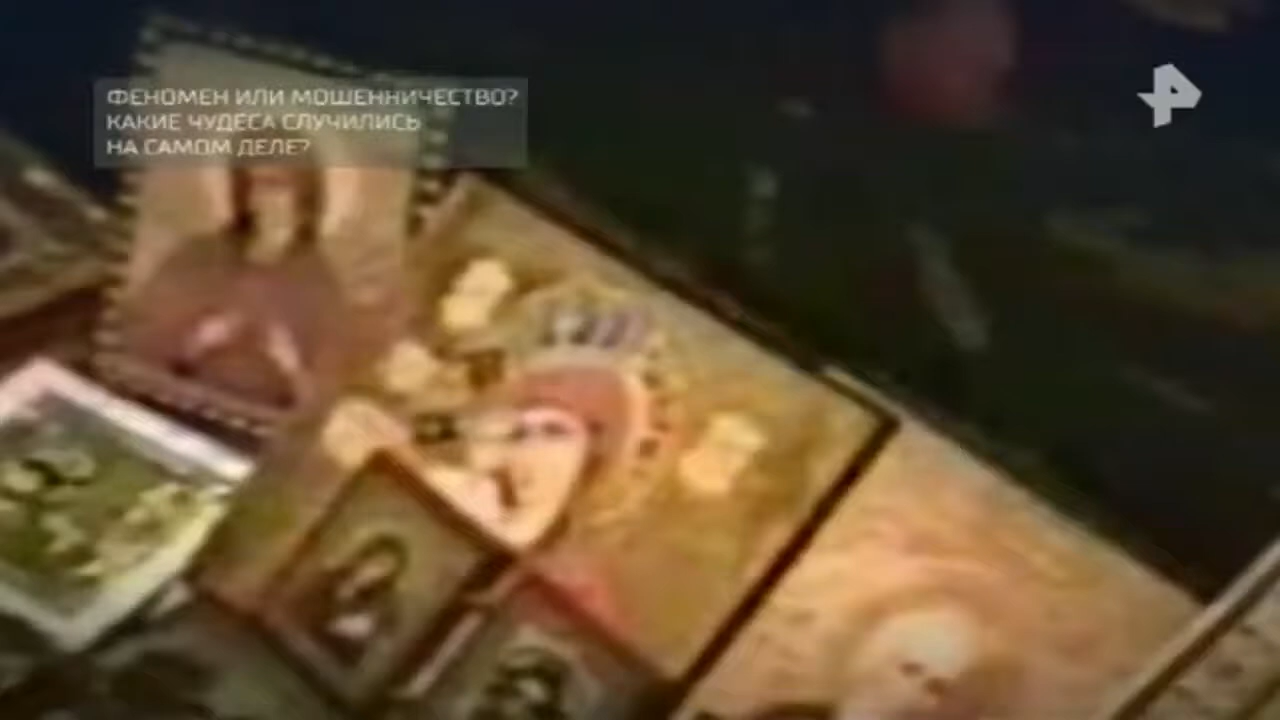 ФЕНОМЕН ИЛИ МОШЕННИЧЕСТВО?
КАКИЕ ЧУДЕСА СЛУЧИЛИСЬ
НА САМОМ ДЕЛЕ?